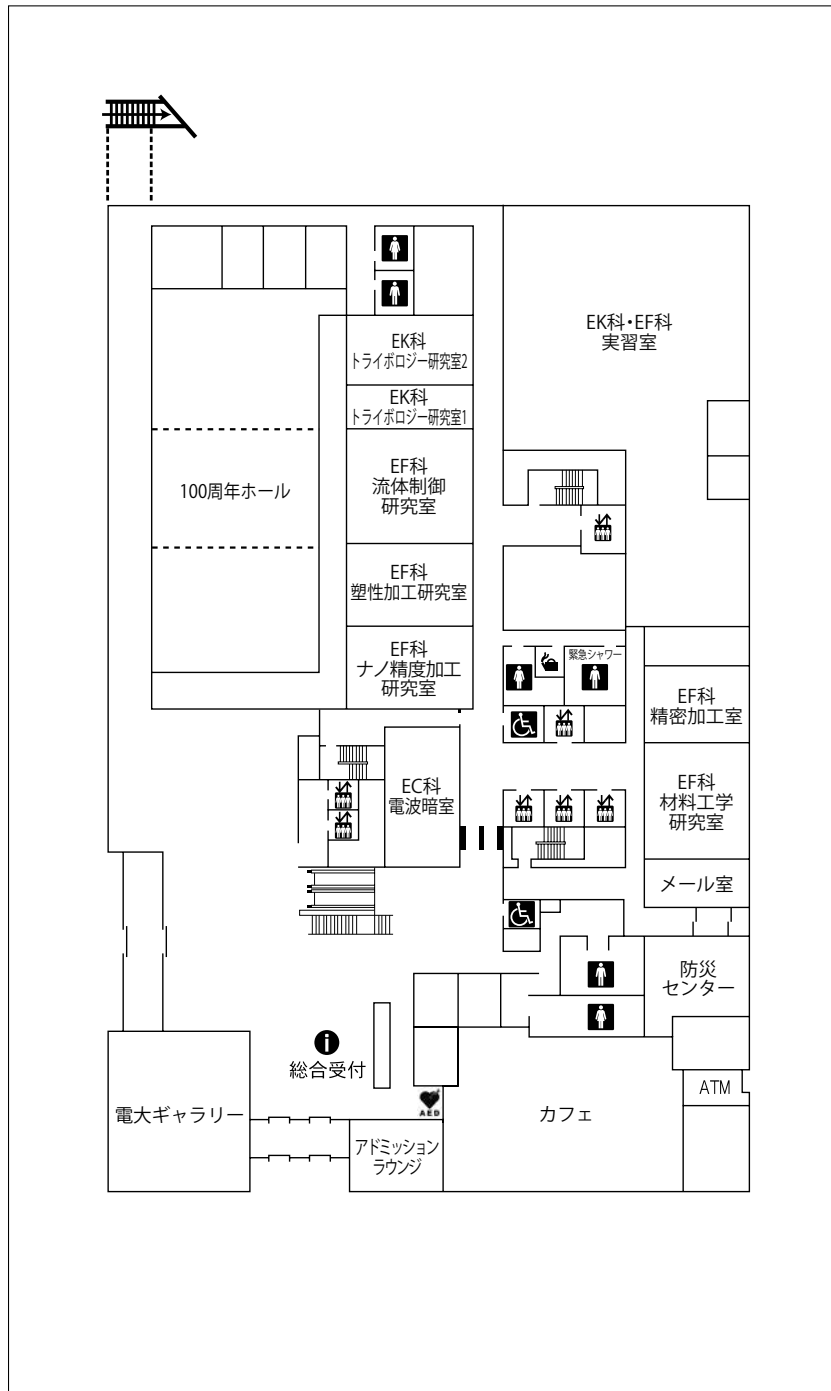 EK科・EF科
実習室
EK科
トライボロジー研究室2
EK科
トライボロジー研究室1
100周年ホール
EF科
流体制御
研究室
EF科
塑性加工研究室
EF科
ナノ精度加工
研究室
緊急シャワー
EF科
精密加工室
EC科
電波暗室
EF科
材料工学
研究室
メール室
防災
センター
i
総合受付
ATM
電大ギャラリー
AED
カフェ
アドミッション
ラウンジ